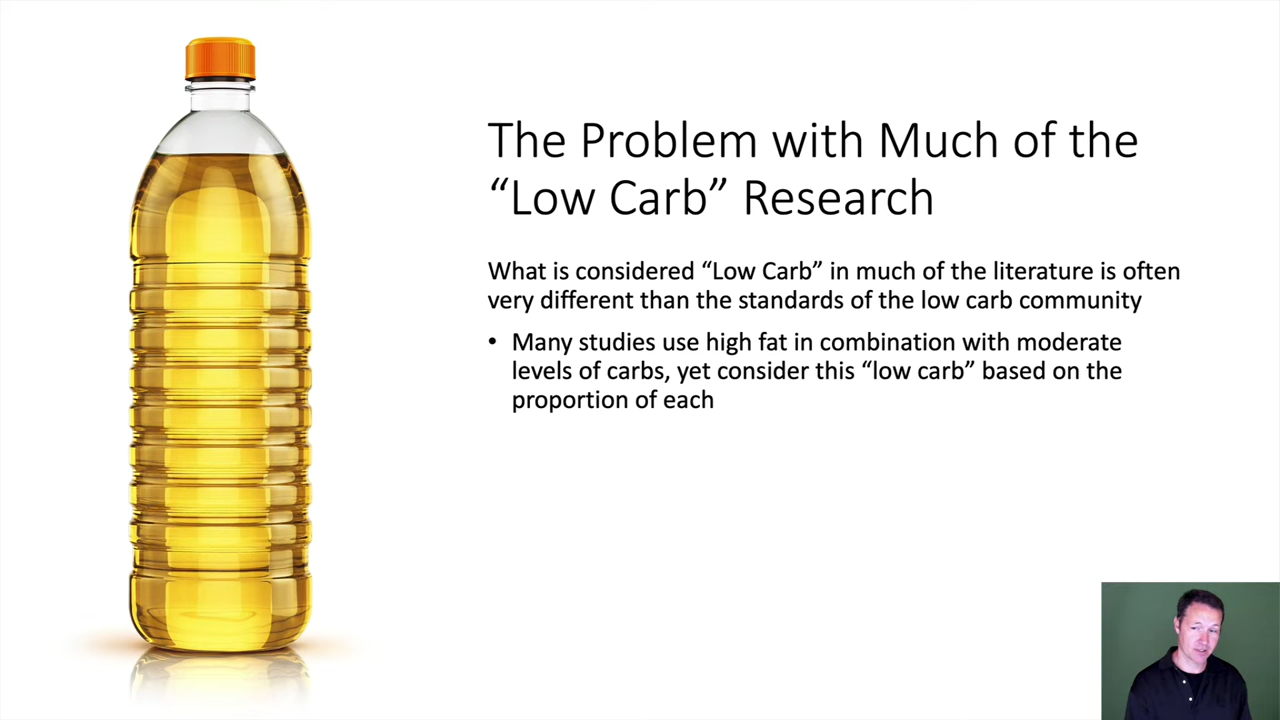 The Problem with Much of the
“Low Carb” Research
What is considered “Low Carb” in much of the literature is often
very different than the standards of the low carb community
• Many studies use high fat in combination with moderate
levels of carbs, yet consider this “low carb” based on the
proportion of each